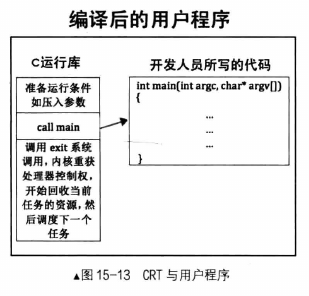 编译后的用户程序
C运行库
准备运行条件
如压入参数
call main
调用 exit 系统
调用，内核重获
处理器控制权，
开始回收当前
任务的资源，然
后调度下一个
任务
开发人员所写的代码
int main(int argc, char* argv[])
{
...
...
...
}
▲图 15-13 CRT 与用户程序